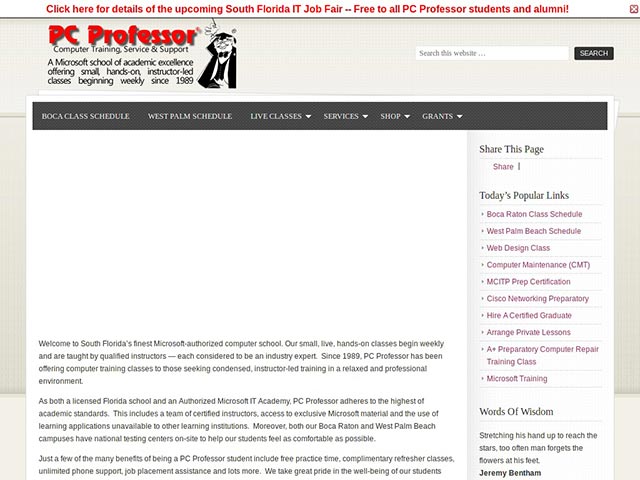 Click here for details of the upcoming South Florida IT Job Fair -- Free to all PC Professor students and alumni!
PC Professor
Computer Training, Service & Support
A Microsoft school of academic excellence
offering small, hands-on, instructor-led
classes beginning weekly since 1989
Search this website …
SEARCH
BOCA CLASS SCHEDULE
WEST PALM SCHEDULE
LIVE CLASSES
SERVICES
SHOP
GRANTS
Welcome to South Florida’s finest Microsoft-authorized computer school. Our small, live, hands-on classes begin weekly
and are taught by qualified instructors — each considered to be an industry expert.  Since 1989, PC Professor has been
offering computer training classes to those seeking condensed, instructor-led training in a relaxed and professional
environment.
As both a licensed Florida school and an Authorized Microsoft IT Academy, PC Professor adheres to the highest of
academic standards.  This includes a team of certified instructors, access to exclusive Microsoft material and the use of
learning applications unavailable to other learning institutions.  Moreover, both our Boca Raton and West Palm Beach
campuses have national testing centers on-site to help our students feel as comfortable as possible.
Just a few of the many benefits of being a PC Professor student include free practice time, complimentary refresher classes,
unlimited phone support, job placement assistance and lots more.  We take great pride in the well-being of our students
Share This Page
Share
Today’s Popular Links
Boca Raton Class Schedule
West Palm Beach Schedule
Web Design Class
Computer Maintenance (CMT)
MCITP Prep Certification
Cisco Networking Preparatory
Hire A Certified Graduate
Arrange Private Lessons
A+ Preparatory Computer Repair
Training Class
Microsoft Training
Words Of Wisdom
Stretching his hand up to reach the
stars, too often man forgets the
flowers at his feet.
Jeremy Bentham